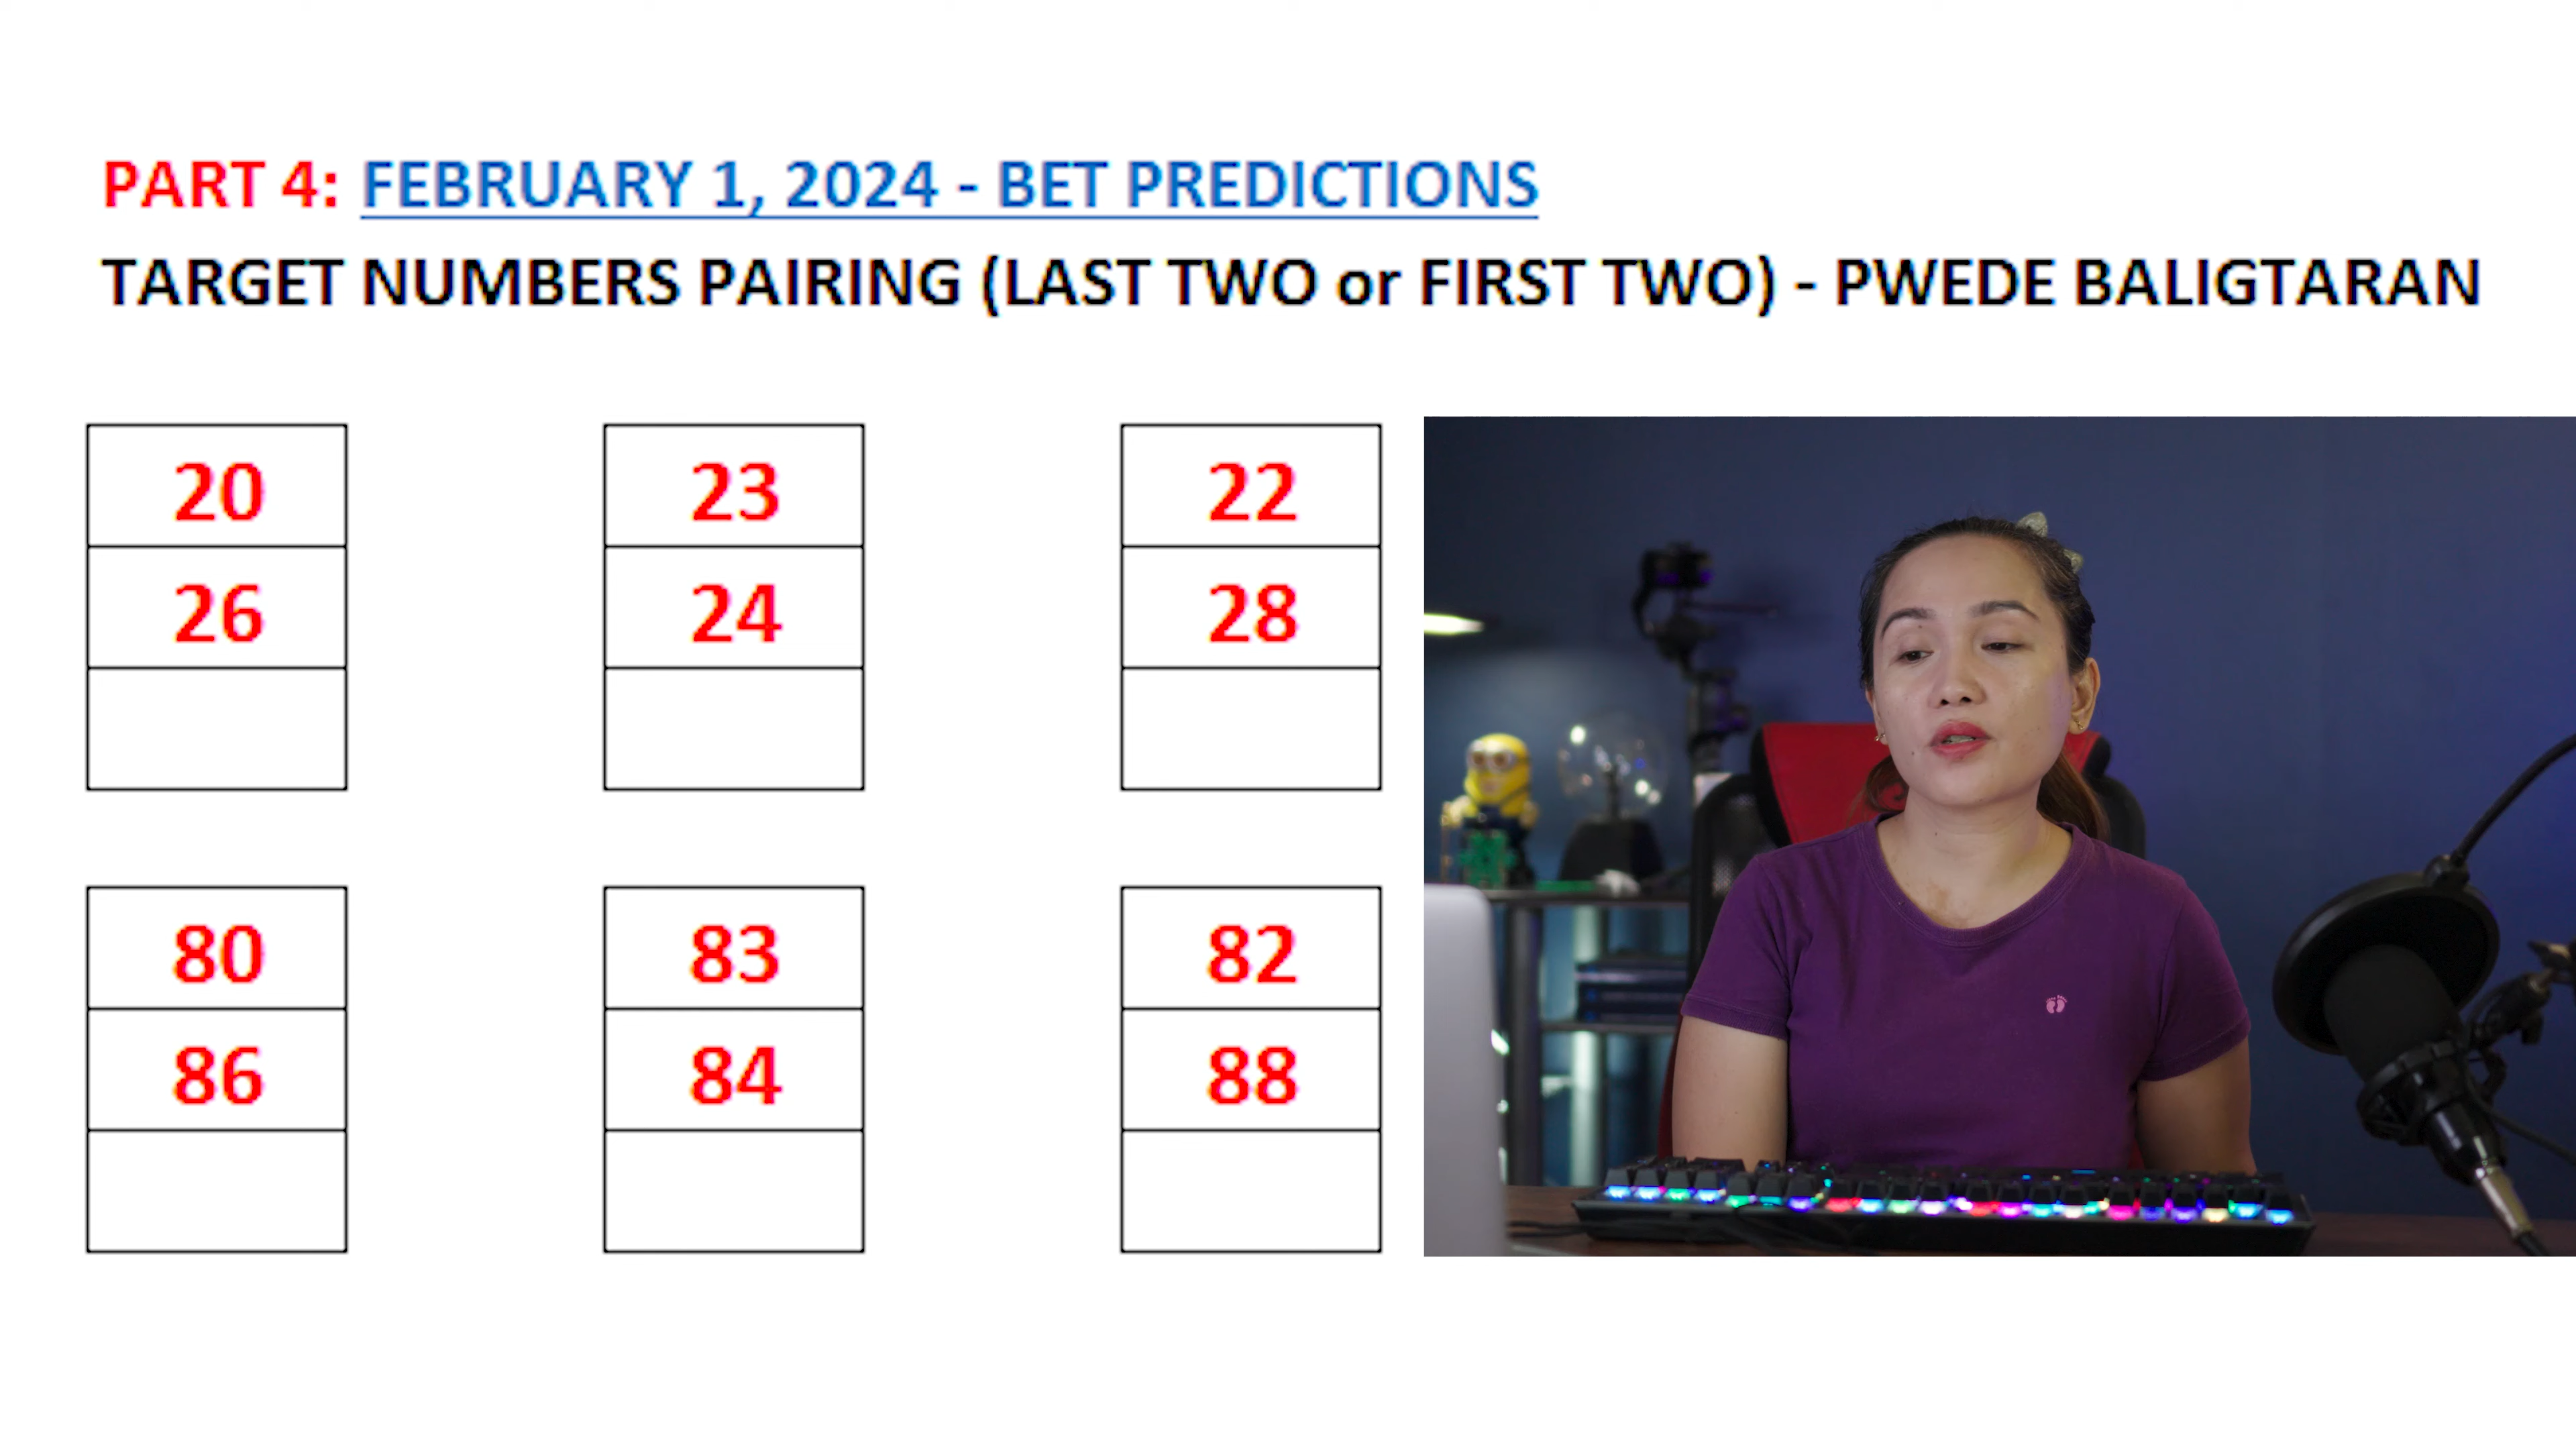 PART 4: FEBRUARY 1, 2024 - BET PREDICTIONS
TARGET NUMBERS PAIRING (LAST TWO or FIRST TWO) - PWEDE BALIGTARAN
20 23 22
26 24 28
80 83 82
86 84 88